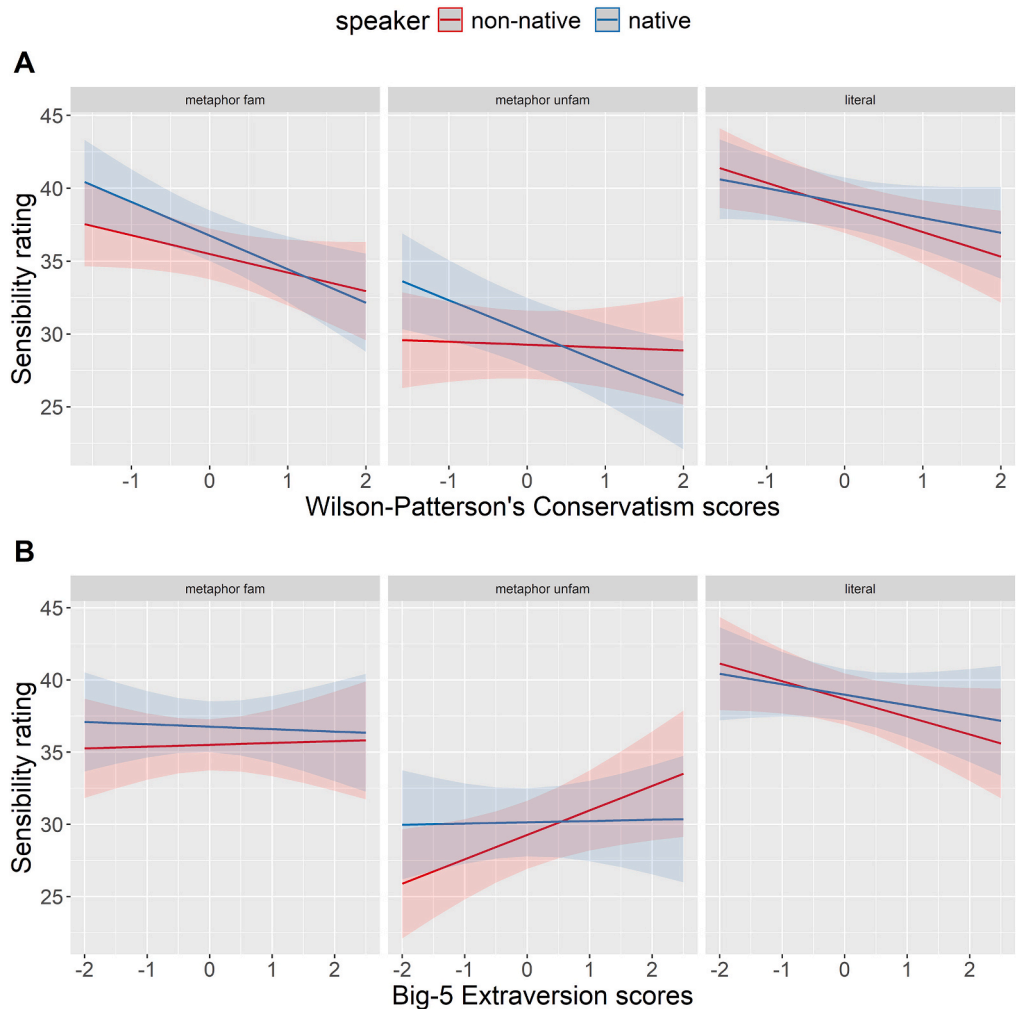 speaker non-native native
A
metaphor fam metaphor unfam literal
45
40
35
30
25
Sensibility rating
-1 0 1 2 -1 0 1 2 -1 0 1 2
Wilson-Patterson's Conservatism scores
B
metaphor fam metaphor unfam literal
45
40
35
30
25
Sensibility rating
-2 -1 0 1 2 -2 -1 0 1 2 -2 -1 0 1 2
Big-5 Extraversion scores